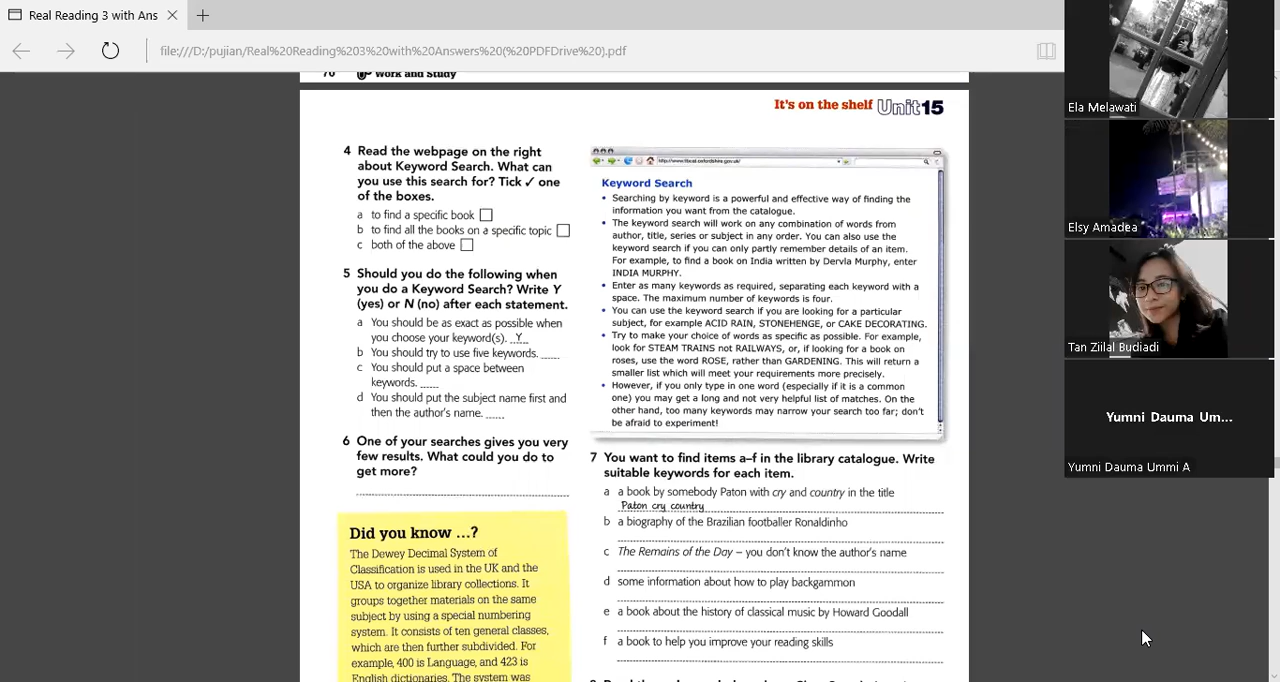 Real Reading 3 with Ans
file:///D:/pujian/Real%20Reading%203%20with%20Answers%20(%20PDFDrive%20).pdf
70 Work and Study
It's on the shelf Unit15
4 Read the webpage on the right
about Keyword Search. What can
you use this search for? Tick ✓ one
of the boxes.
a to find a specific book
b to find all the books on a specific topic
c both of the above
5 Should you do the following when
you do a Keyword Search? Write Y
(yes) or N (no) after each statement.
a You should be as exact as possible when
you choose your keyword(s). Y
b You should try to use five keywords.
c You should put a space between
keywords.
d You should put the subject name first and
then the author's name.
6 One of your searches gives you very
few results. What could you do to
get more?
Did you know ...?
The Dewey Decimal System of
Classification is used in the UK and the
USA to organize library collections. It
groups together materials on the same
subject by using a special numbering
system. It consists of ten general classes,
which are then further subdivided. For
example, 400 is Language, and 423 is
English dictionaries. The system was
Keyword Search
• Searching by keyword is a powerful and effective way of finding the
information you want from the catalogue.
• The keyword search will work on any combination of words from
author, title, series or subject in any order. You can also use the
keyword search if you can only partly remember details of an item.
For example, to find a book on India written by Dervla Murphy, enter
INDIA MURPHY.
• Enter as many keywords as required, separating each keyword with a
space. The maximum number of keywords is four.
• You can use the keyword search if you are looking for a particular
subject, for example ACID RAIN, STONEHENGE, or CAKE DECORATING.
• Try to make your choice of words as specific as possible. For example,
look for STEAM TRAINS not RAILWAYS, or, if looking for a book on
roses, use the word ROSE, rather than GARDENING. This will return a
smaller list which will meet your requirements more precisely.
• However, if you only type in one word (especially if it is a common
one) you may get a long and not very helpful list of matches. On the
other hand, too many keywords may narrow your search too far; don't
be afraid to experiment!
7 You want to find items a–f in the library catalogue. Write
suitable keywords for each item.
a a book by somebody Paton with cry and country in the title
Paton cry country
b a biography of the Brazilian footballer Ronaldinho
c The Remains of the Day – you don't know the author's name
d some information about how to play backgammon
e a book about the history of classical music by Howard Goodall
f a book to help you improve your reading skills
Ela Melawati
Elsy Amadea
Tan Ziilal Budiadi
Yumni Dauma Um...
Yumni Dauma Ummi A